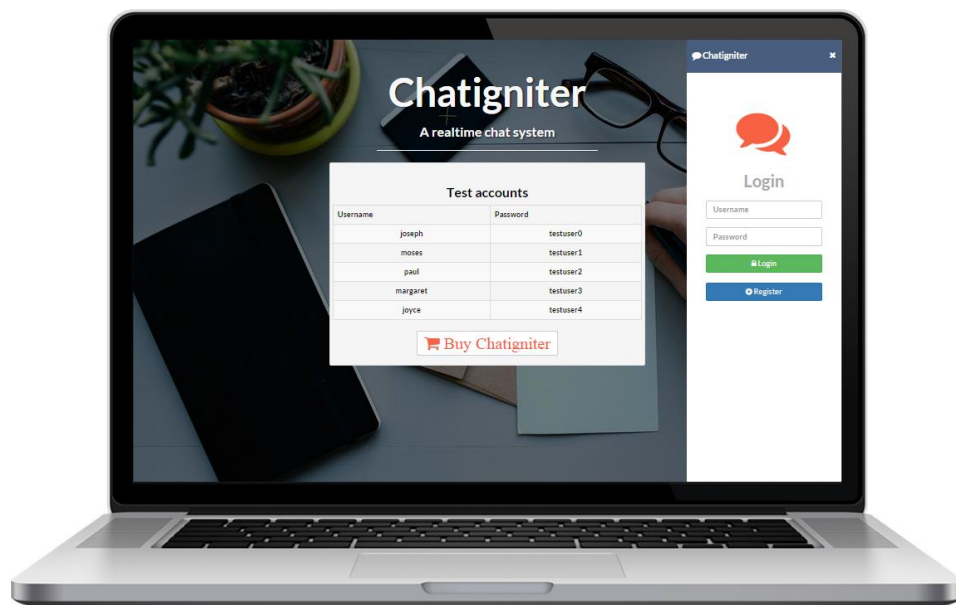 Chatigniter
A realtime chat system
Test accounts
Username Password
joseph testuser0
moses testuser1
paul testuser2
margaret testuser3
joyce testuser4
Buy Chatigniter
Chatigniter
Login
Username
Password
Login
Register